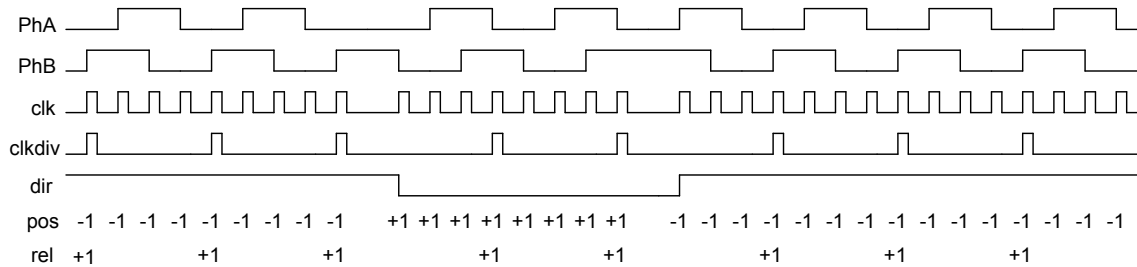 PhA
PhB
clk
clkdiv
dir
pos -1 -1 -1 -1 -1 -1 -1 -1 -1 +1 +1 +1 +1 +1 +1 +1 +1 -1 -1 -1 -1 -1 -1 -1 -1 -1 -1 -1 -1 -1 -1 -1
rel +1 +1 +1 +1 +1 +1 +1 +1